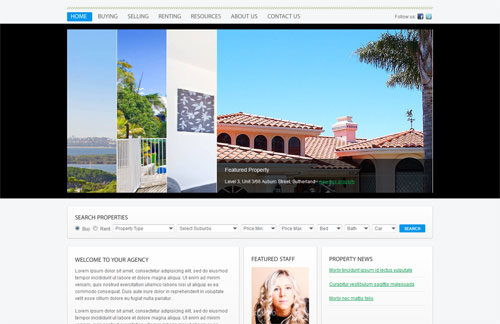 HOME BUYING SELLING RENTING RESOURCES ABOUT US CONTACT US Follow us:
Featured Property
Level 3, Unit 3/66 Auburn Street, Sutherland
SEARCH PROPERTIES
Buy Rent Property Type Select Suburbs Price Min Price Max Bed Bath Car SEARCH
WELCOME TO YOUR AGENCY
Lorem ipsum dolor sit amet, consectetur adipisicing elit, sed do eiusmod
tempor incididunt ut labore et dolore magna aliqua. Ut enim ad minim
veniam, quis nostrud exercitation ullamco laboris nisi ut aliquip ex ea commodo
consequat. Duis aute irure dolor in reprehenderit in voluptate
velit esse cillum dolore eu fugiat nulla pariatur.
Lorem ipsum dolor sit amet, consectetur adipisicing elit, sed do eiusmod
tempor incididunt ut labore et dolore magna aliqua. Ut enim ad minim
FEATURED STAFF
PROPERTY NEWS
Morbi tincidunt ipsum id lectus vulputate
Curabitur vestibulum sagittis malesuada
Morbi nec mattis felis